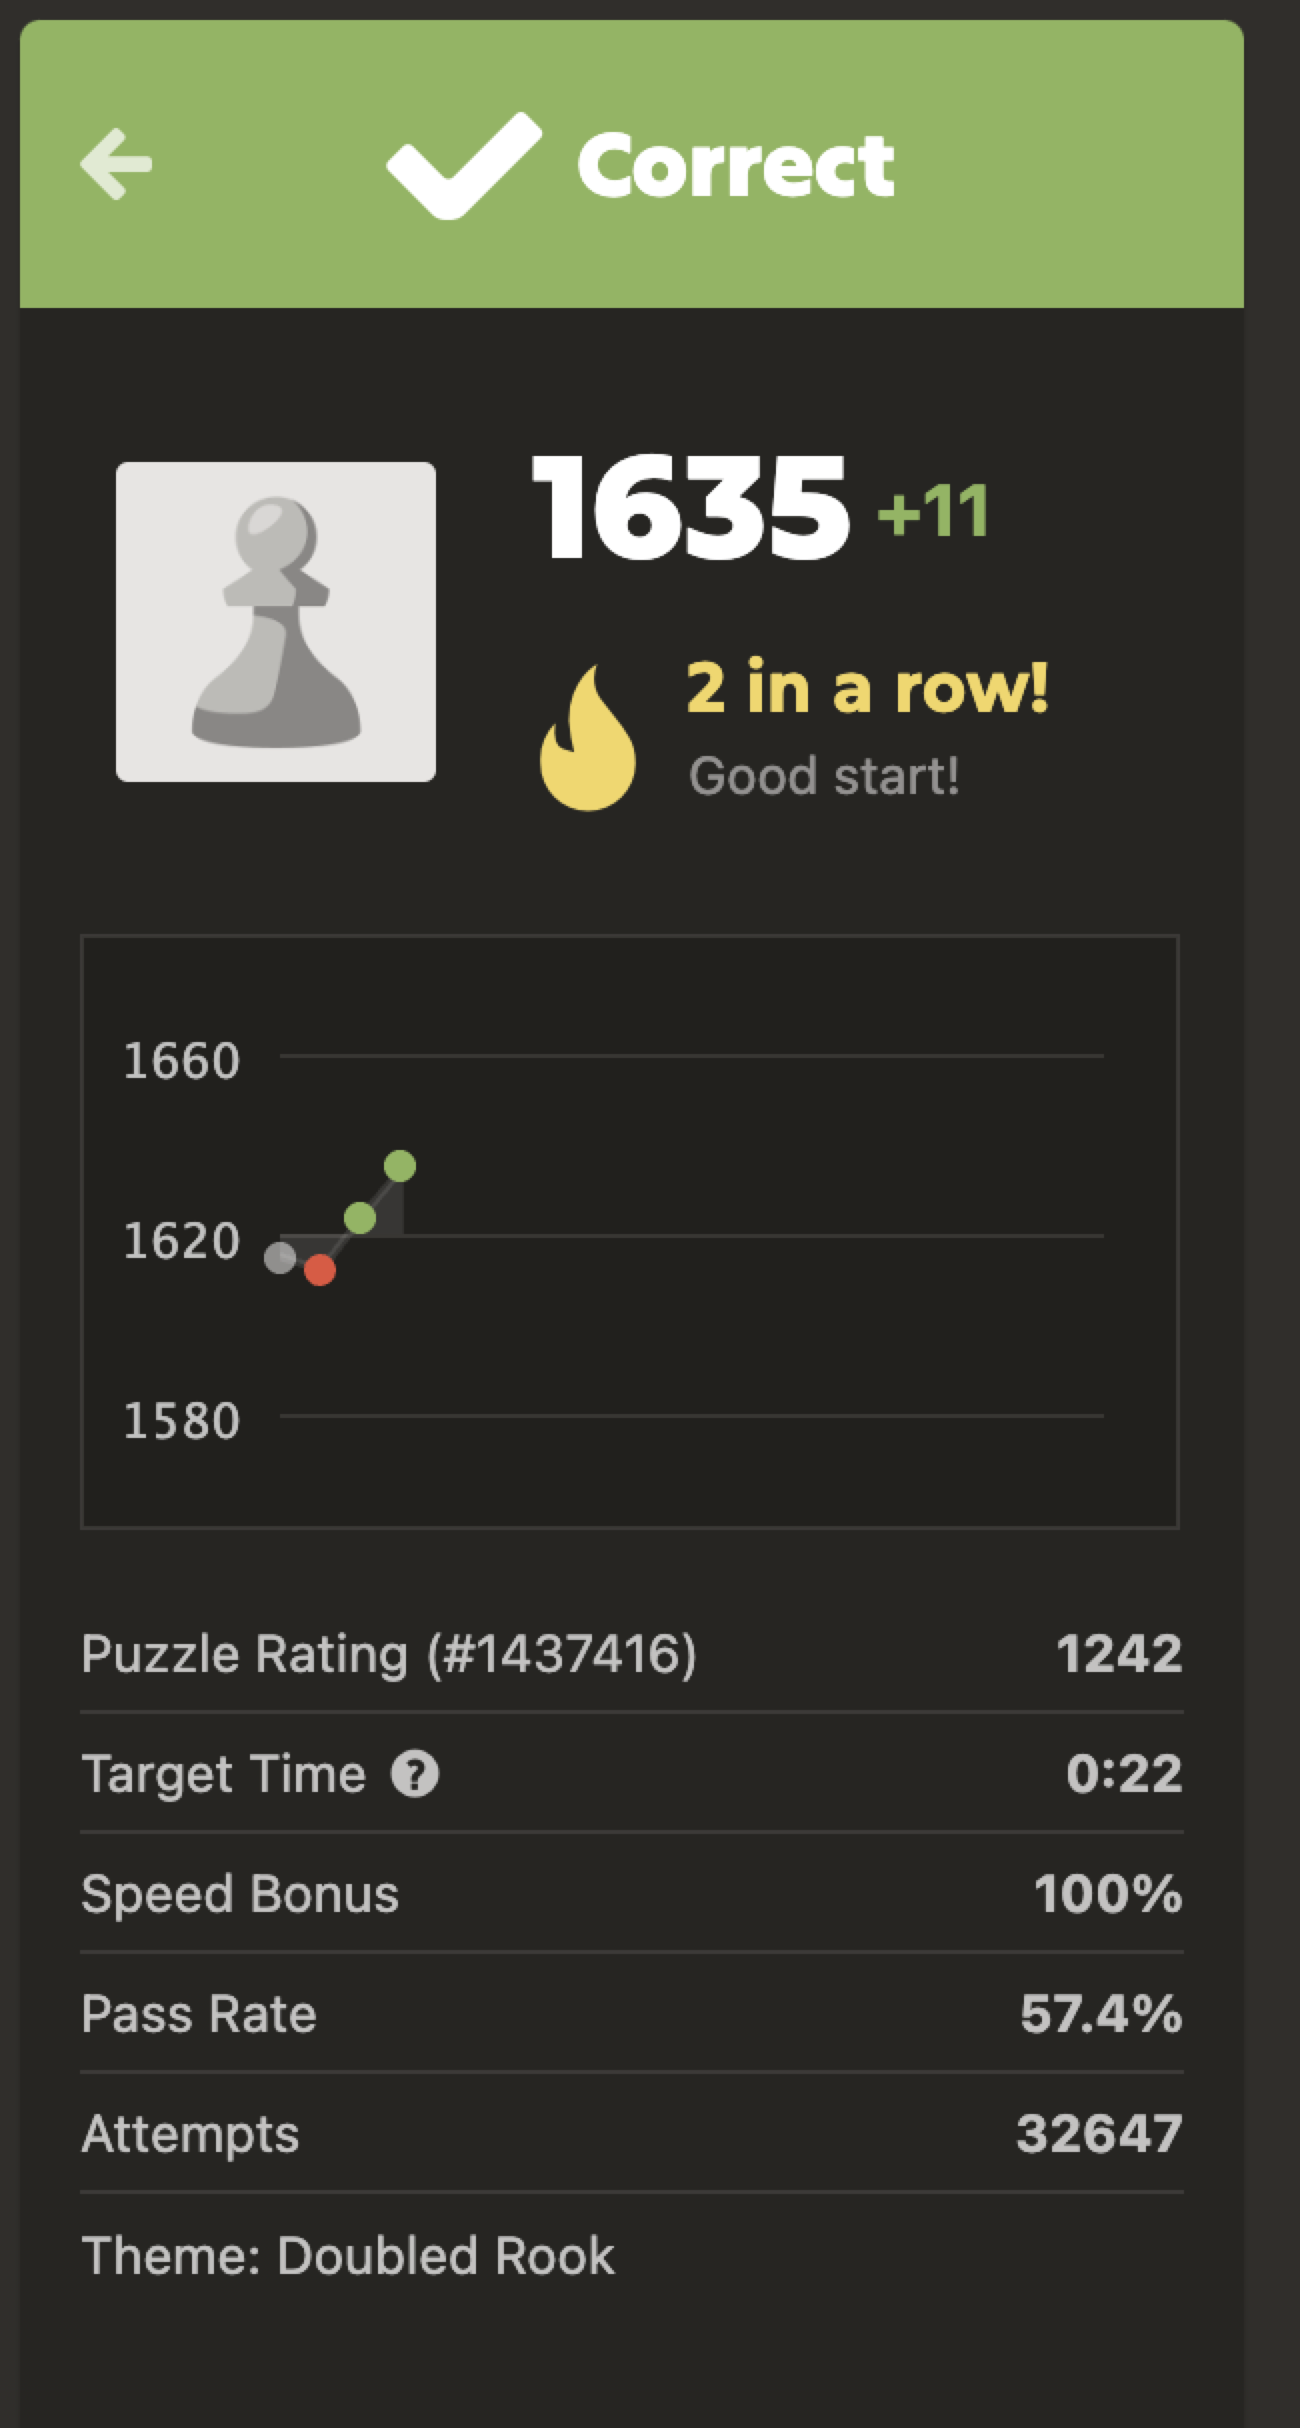 Correct
1635 +11
2 in a row!
Good start!
1660
1620
1580
Puzzle Rating (#1437416) 1242
Target Time ? 0:22
Speed Bonus 100%
Pass Rate 57.4%
Attempts 32647
Theme: Doubled Rook